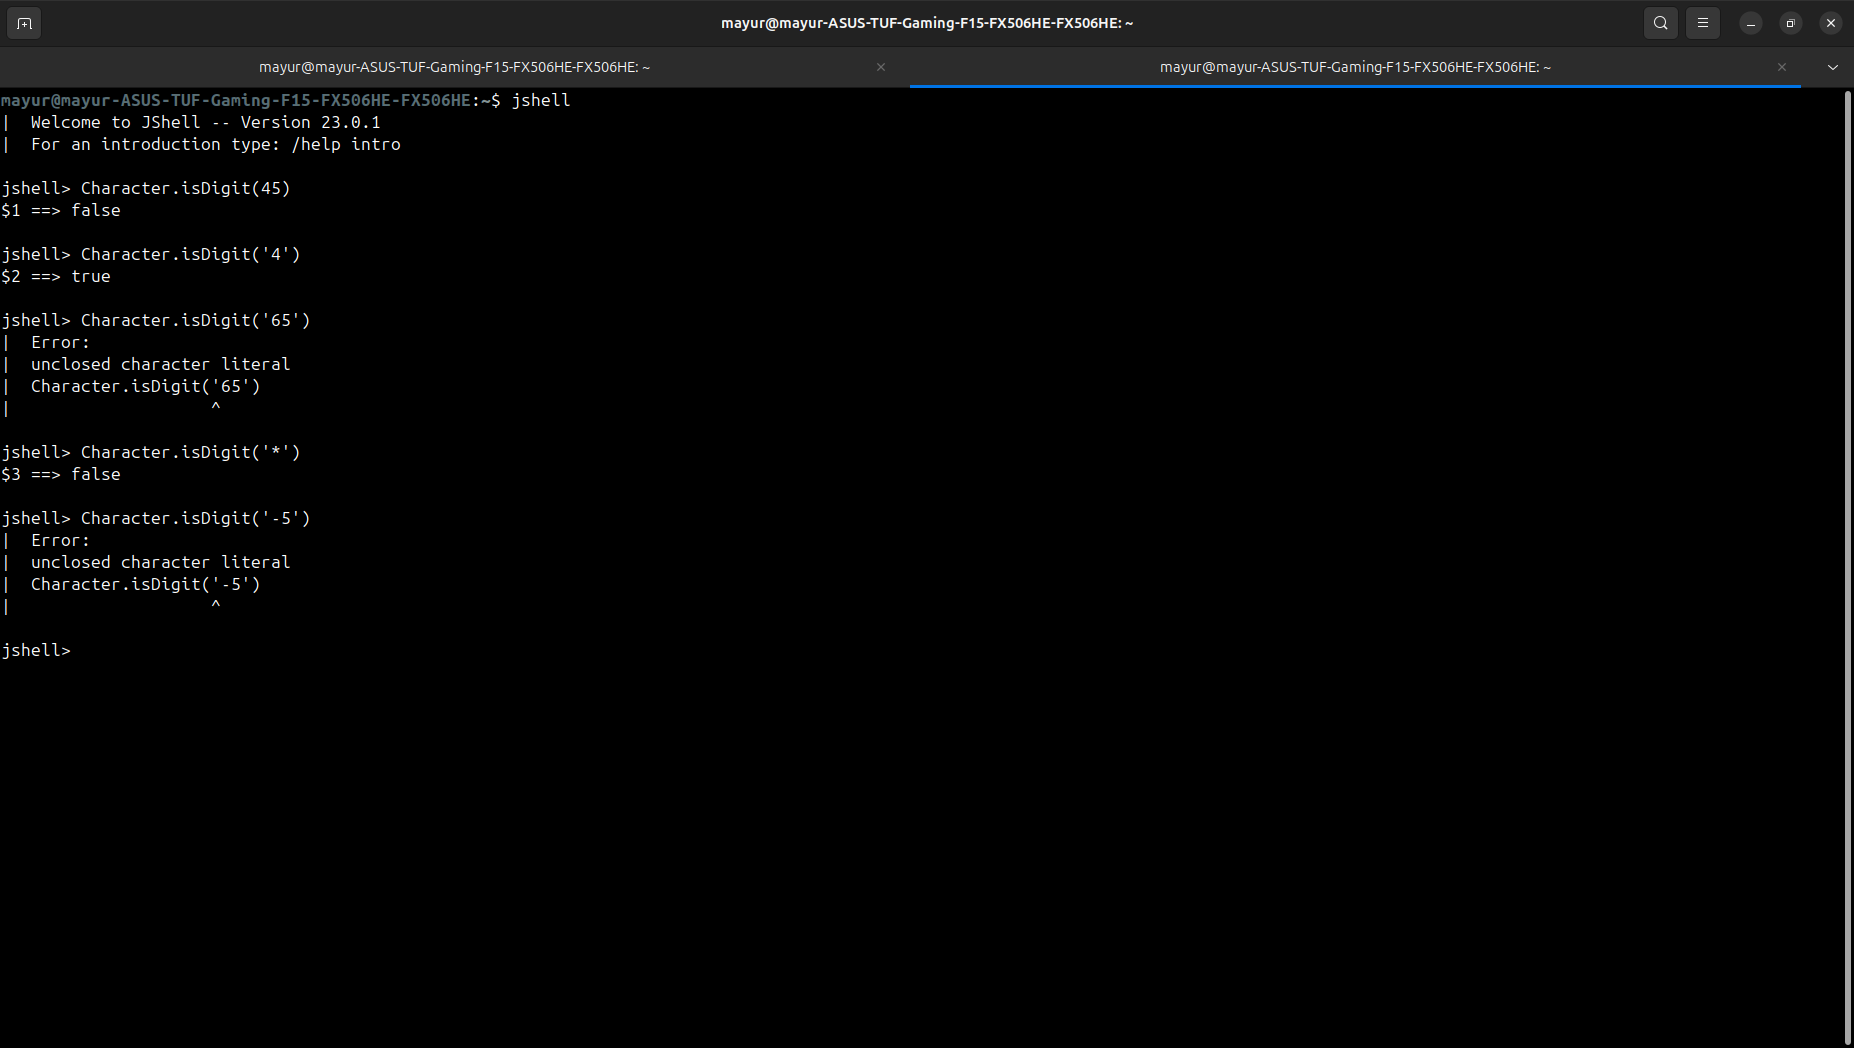 mayur@mayur-ASUS-TUF-Gaming-F15-FX506HE-FX506HE: ~
mayur@mayur-ASUS-TUF-Gaming-F15-FX506HE-FX506HE: ~
mayur@mayur-ASUS-TUF-Gaming-F15-FX506HE-FX506HE: ~
mayur@mayur-ASUS-TUF-Gaming-F15-FX506HE-FX506HE:~$ jshell
|  Welcome to JShell -- Version 23.0.1
|  For an introduction type: /help intro
jshell> Character.isDigit(45)
$1 ==> false
jshell> Character.isDigit('4')
$2 ==> true
jshell> Character.isDigit('65')
|  Error:
|  unclosed character literal
|  Character.isDigit('65')
|                    ^
jshell> Character.isDigit('*')
$3 ==> false
jshell> Character.isDigit('-5')
|  Error:
|  unclosed character literal
|  Character.isDigit('-5')
|                    ^
jshell>